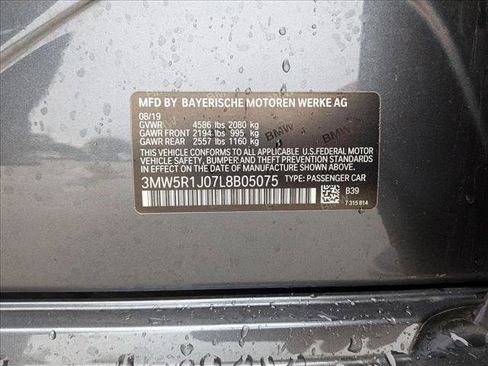 MFD BY BAYERISCHE MOTOREN WERKE AG
08/19
GVWR 4586 lbs 2080 kg
GAWR FRONT 2194 lbs 995 kg
GAWR REAR 2557 lbs 1160 kg
THIS VEHICLE CONFORMS TO ALL APPLICABLE U.S.FEDERAL MOTOR
VEHICLE SAFETY, BUMPER AND THEFT PREVENTION STANDARDS IN EFFECT ON THE
DATE OF MANUFACTURE SHOWN ABOVE.
3MW5R1J07L8B05075 TYPE: PASSENGER CAR
B39
7 315 814
BMW
BMW
BMW